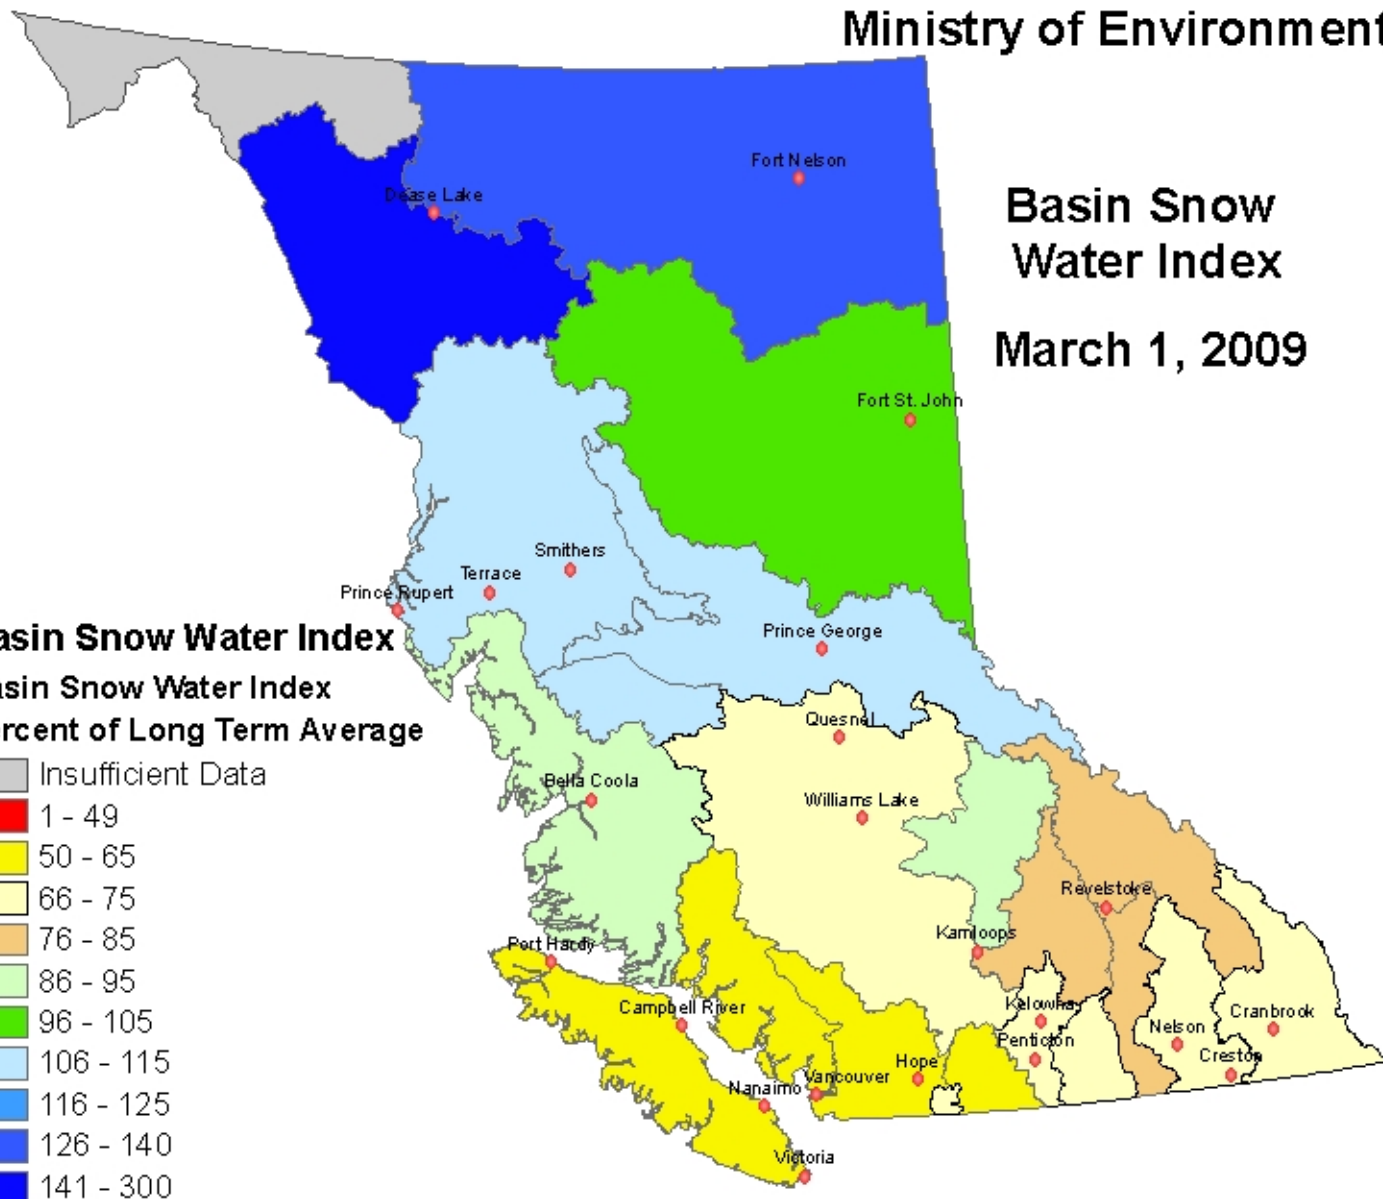 Ministry of Environment
Basin Snow
Water Index
March 1, 2009
Fort Nelson
Dease Lake
Fort St. John
Smithers
Terrace
Prince Rupert
Prince George
Quesnel
Bella Coola
Williams Lake
Revelstoke
Kamloops
Port Hardy
Campbell River
Kelowna
Cranbrook
Nelson
Penticton
Creston
Hope
Vancouver
Nanaimo
Victoria
asin Snow Water Index
asin Snow Water Index
rcent of Long Term Average
Insufficient Data
1 - 49
50 - 65
66 - 75
76 - 85
86 - 95
96 - 105
106 - 115
116 - 125
126 - 140
141 - 300